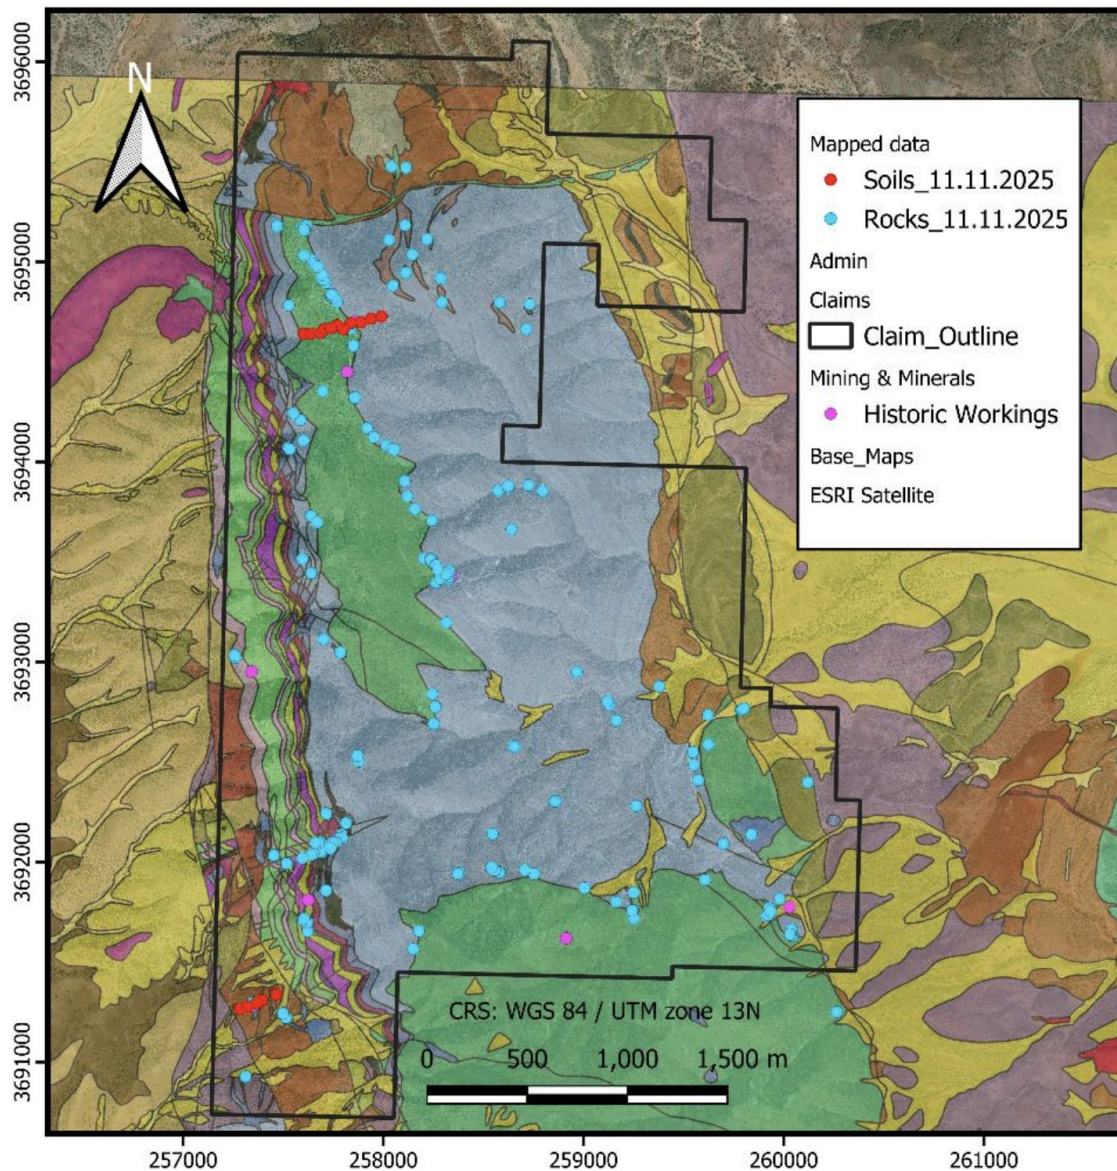 N
3696000
3695000
3694000
3693000
3692000
3691000
Mapped data
Soils_11.11.2025
Rocks_11.11.2025
Admin
Claims
Claim_Outline
Mining & Minerals
Historic Workings
Base_Maps
ESRI Satellite
CRS: WGS 84 / UTM zone 13N
0 500 1,000 1,500 m
257000 258000 259000 260000 261000